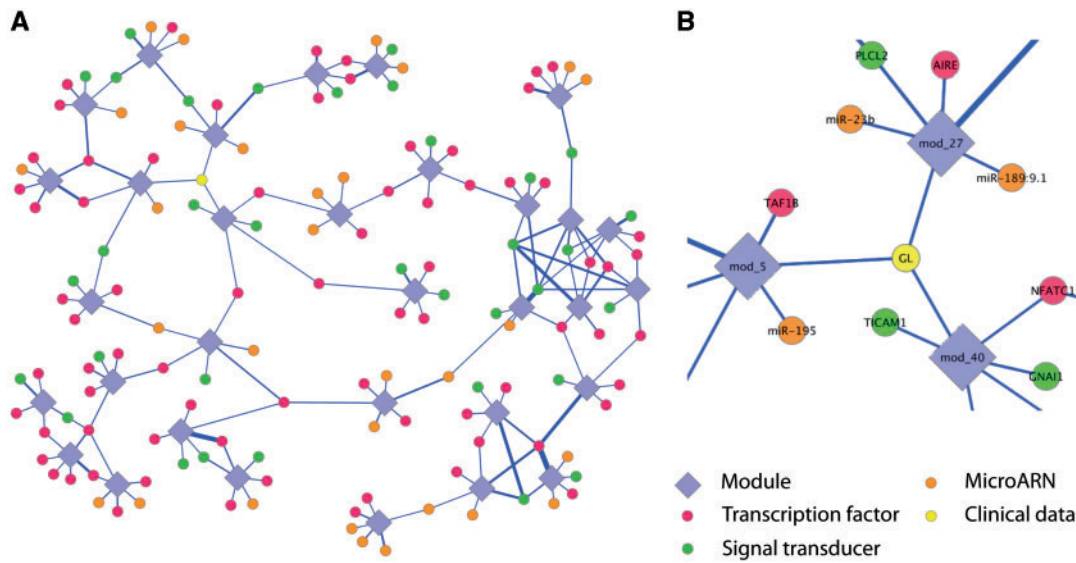 A
B
PLCL2
AIRE
miR-23b
mod_27
miR-189:9.1
TAF1B
mod_5
GL
NFATC1
TICAM1
miR-195
mod_40
GNAI1
Module
MicroARN
Transcription factor
Clinical data
Signal transducer